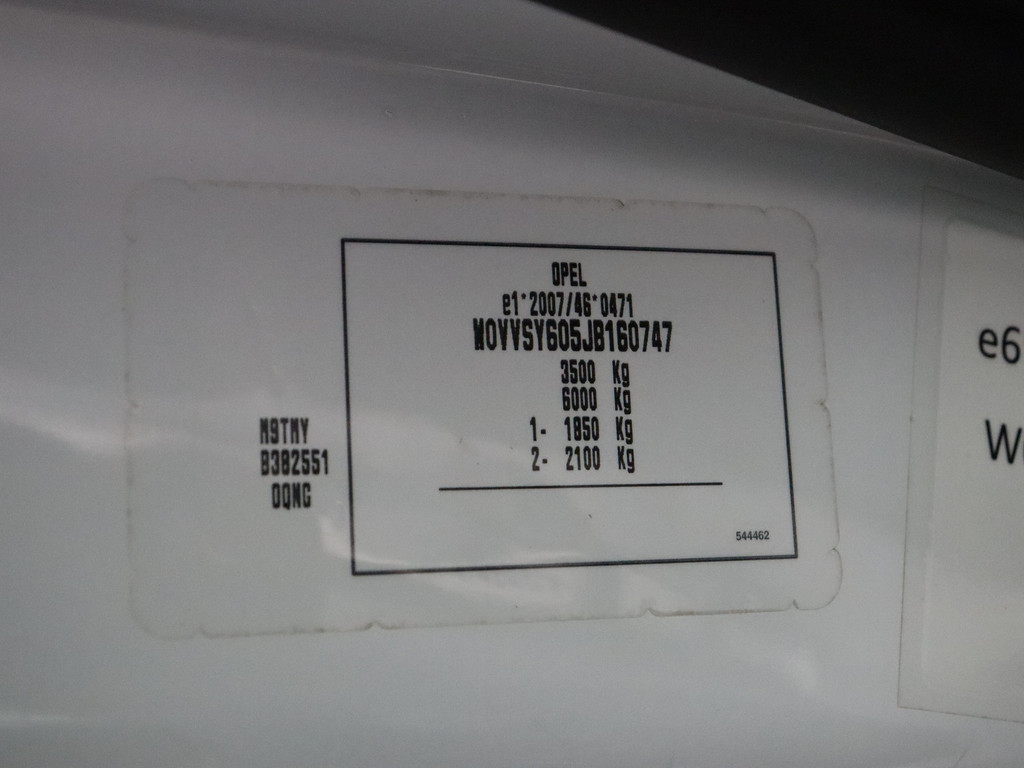 OPEL
e1*2007/46*0471
W0VVSY605JB160747
3500 Kg
6000 Kg
1- 1850 Kg
2- 2100 Kg
M9TMY
B382551
0QMC
544462
e6